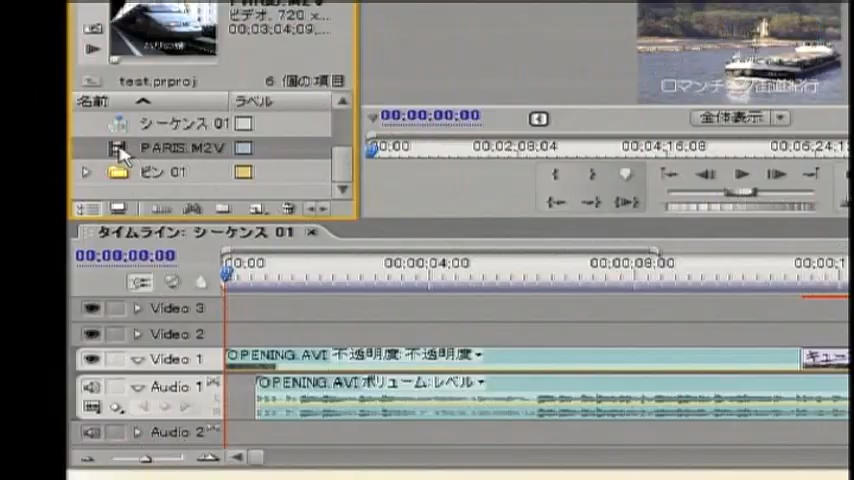 ビデオ, 720 x...
00;03;04;09,
test.prproj
6 個の項目
名前
ラベル
シーケンス 01
PARIS.M2V
ビン 01
ロマンチック街道紀行
00;00;00;00
全体表示
00;00
00;02;08;04
00;04;16;08
00;06;24;1
タイムライン: シーケンス 01
00;00;00;00
00;00
00;00;04;00
00;00;08;00
00;00;1
Video 3
Video 2
Video 1
OPENING.AVI 不透明度:不透明度
キュー
Audio 1
OPENING.AVI ボリューム:レベル
Audio 2